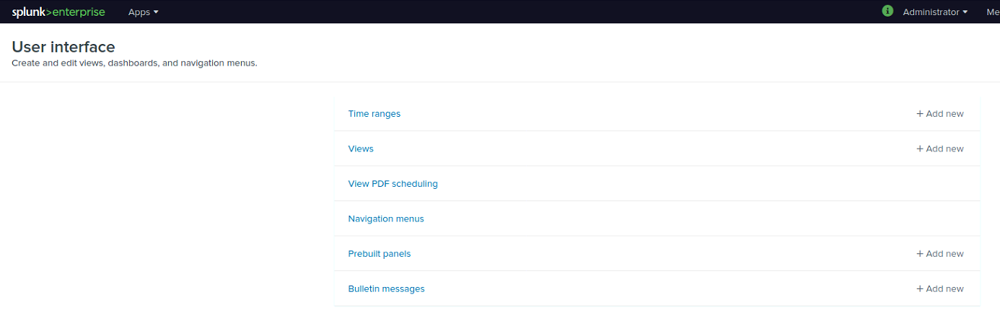 splunk>enterprise Apps Administrator Me
User interface
Create and edit views, dashboards, and navigation menus.
Time ranges + Add new
Views + Add new
View PDF scheduling
Navigation menus
Prebuilt panels + Add new
Bulletin messages + Add new